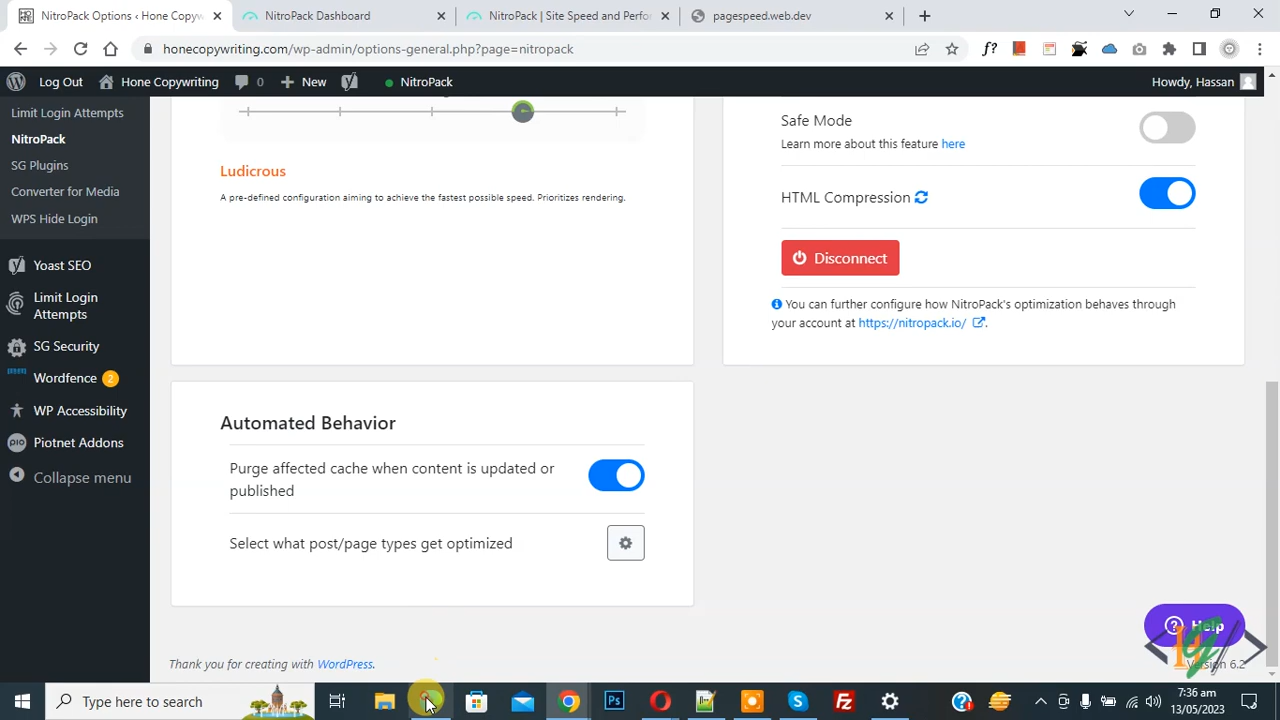 NitroPack Options ‹ Hone Copyw
NitroPack Dashboard
NitroPack | Site Speed and Perfo
pagespeed.web.dev
honecopywriting.com/wp-admin/options-general.php?page=nitropack
Log Out
Hone Copywriting
0
New
NitroPack
Howdy, Hassan
Limit Login Attempts
NitroPack
SG Plugins
Converter for Media
WPS Hide Login
Yoast SEO
Limit Login
Attempts
SG Security
Wordfence 2
WP Accessibility
Piotnet Addons
Collapse menu
Ludicrous
A pre-defined configuration aiming to achieve the fastest possible speed. Prioritizes rendering.
Safe Mode
Learn more about this feature here
HTML Compression
Disconnect
You can further configure how NitroPack's optimization behaves through
your account at https://nitropack.io/ .
Automated Behavior
Purge affected cache when content is updated or
published
Select what post/page types get optimized
Help
Thank you for creating with WordPress.
Version 6.2
Type here to search
7:36 am
13/05/2023